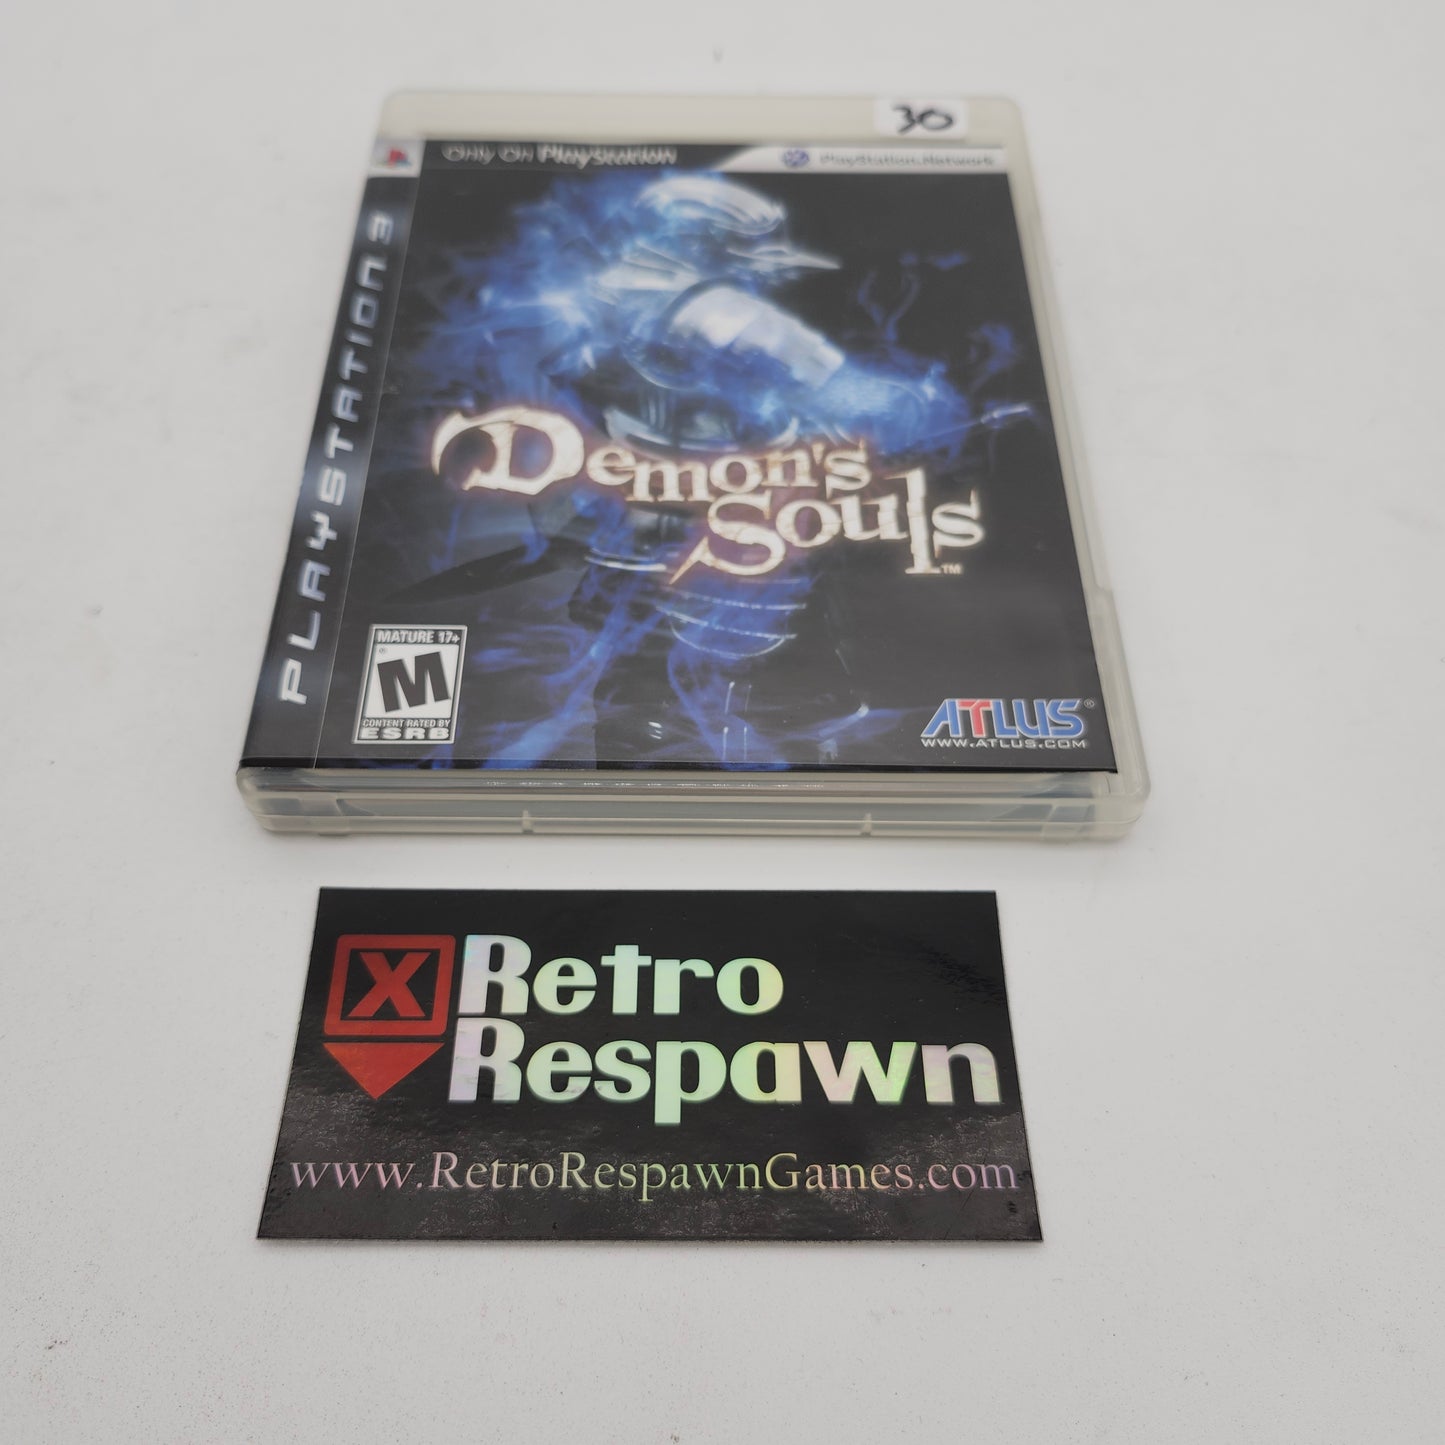 30
Only On PlayStation
PlayStation Network
PLAYSTATION 3
Demon's
Souls™
MATURE 17+
M®
CONTENT RATED BY
ESRB
ATLUS®
WWW.ATLUS.COM
X
Retro
Respawn
www.RetroRespawnGames.com